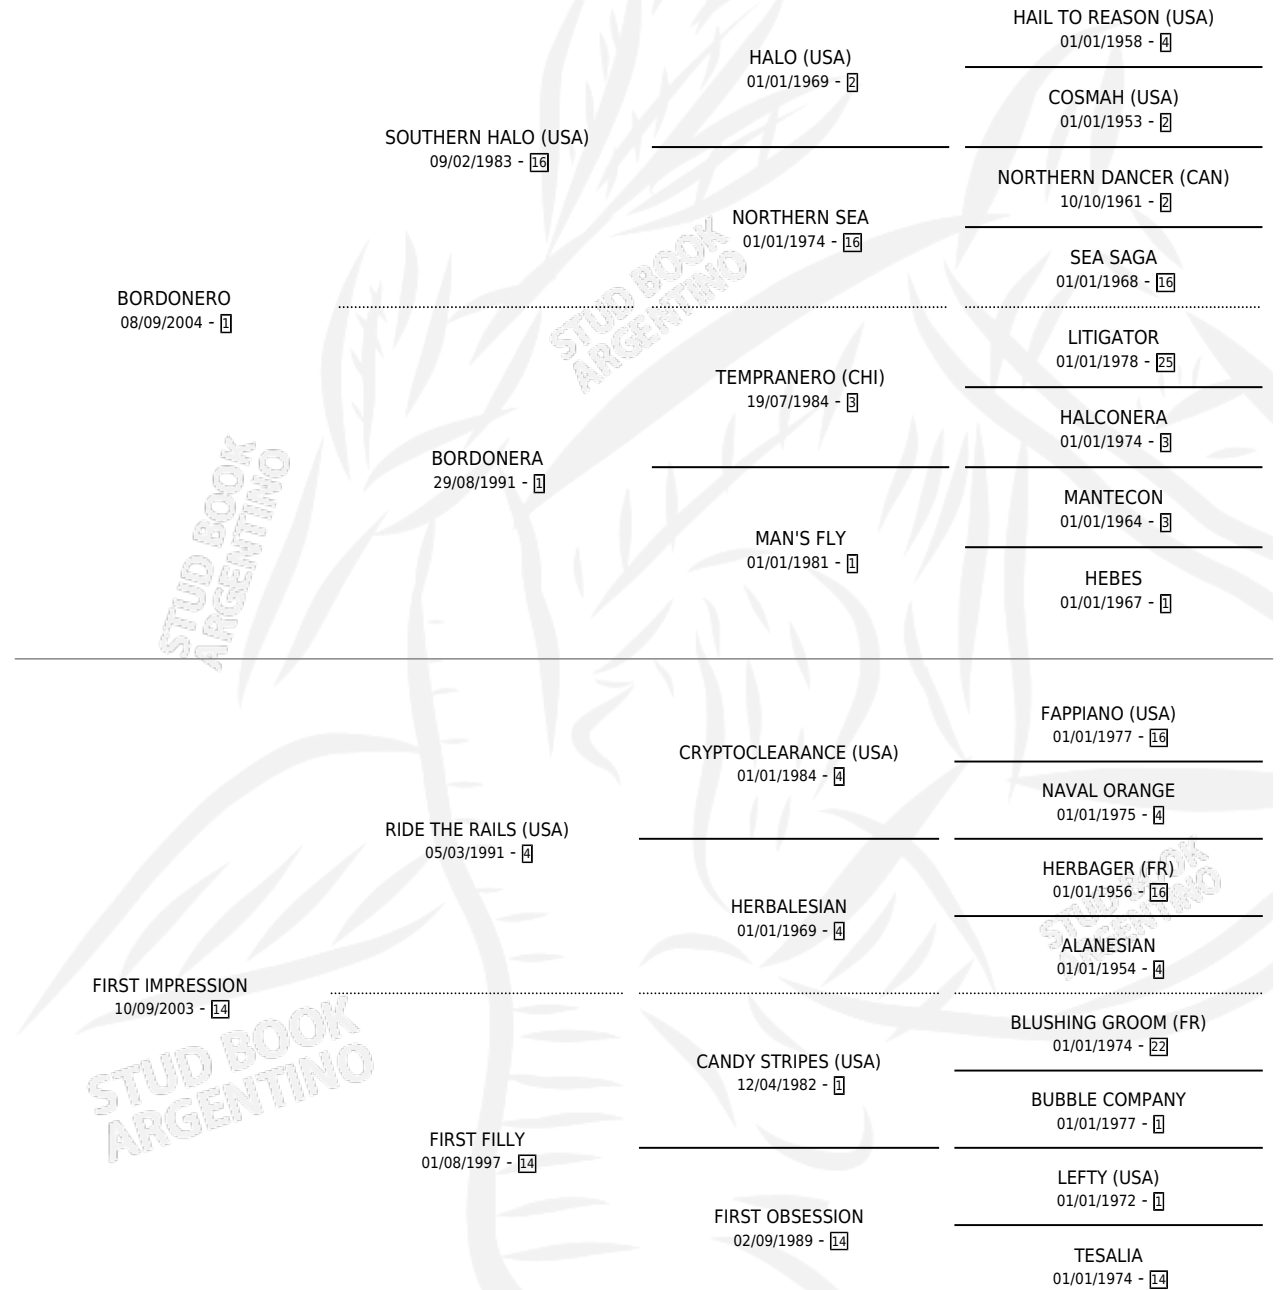 HAIL TO REASON (USA)
01/01/1958 - 4
HALO (USA)
01/01/1969 - 2
COSMAH (USA)
01/01/1953 - 2
SOUTHERN HALO (USA)
09/02/1983 - 16
NORTHERN DANCER (CAN)
10/10/1961 - 2
NORTHERN SEA
01/01/1974 - 16
SEA SAGA
01/01/1968 - 16
BORDONERO
08/09/2004 - 1
LITIGATOR
01/01/1978 - 25
TEMPRANERO (CHI)
19/07/1984 - 3
HALCONERA
01/01/1974 - 3
BORDONERA
29/08/1991 - 1
MANTECON
01/01/1964 - 3
MAN'S FLY
01/01/1981 - 1
HEBES
01/01/1967 - 1
STUD BOOK
ARGENTINO
STUD BOOK
ARGENTINO
FAPPIANO (USA)
01/01/1977 - 16
CRYPTOCLEARANCE (USA)
01/01/1984 - 4
NAVAL ORANGE
01/01/1975 - 4
RIDE THE RAILS (USA)
05/03/1991 - 4
HERBAGER (FR)
01/01/1956 - 16
HERBALESIAN
01/01/1969 - 4
ALANESIAN
01/01/1954 - 4
FIRST IMPRESSION
10/09/2003 - 14
BLUSHING GROOM (FR)
01/01/1974 - 22
CANDY STRIPES (USA)
12/04/1982 - 1
BUBBLE COMPANY
01/01/1977 - 1
FIRST FILLY
01/08/1997 - 14
LEFTY (USA)
01/01/1972 - 1
FIRST OBSESSION
02/09/1989 - 14
TESALIA
01/01/1974 - 14
STUD BOOK
ARGENTINO
STUD BOOK
ARGENTINO